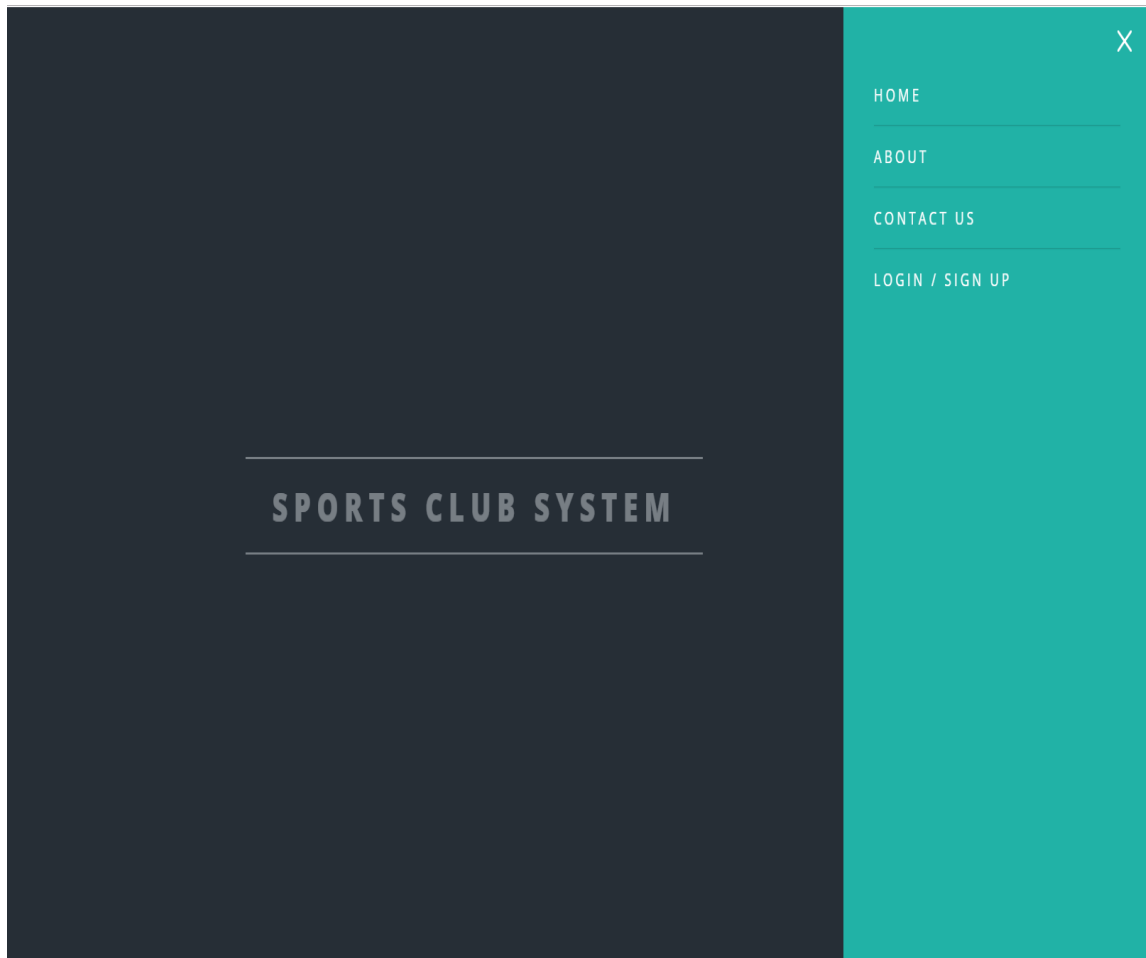 X
HOME
ABOUT
CONTACT US
LOGIN / SIGN UP
SPORTS CLUB SYSTEM